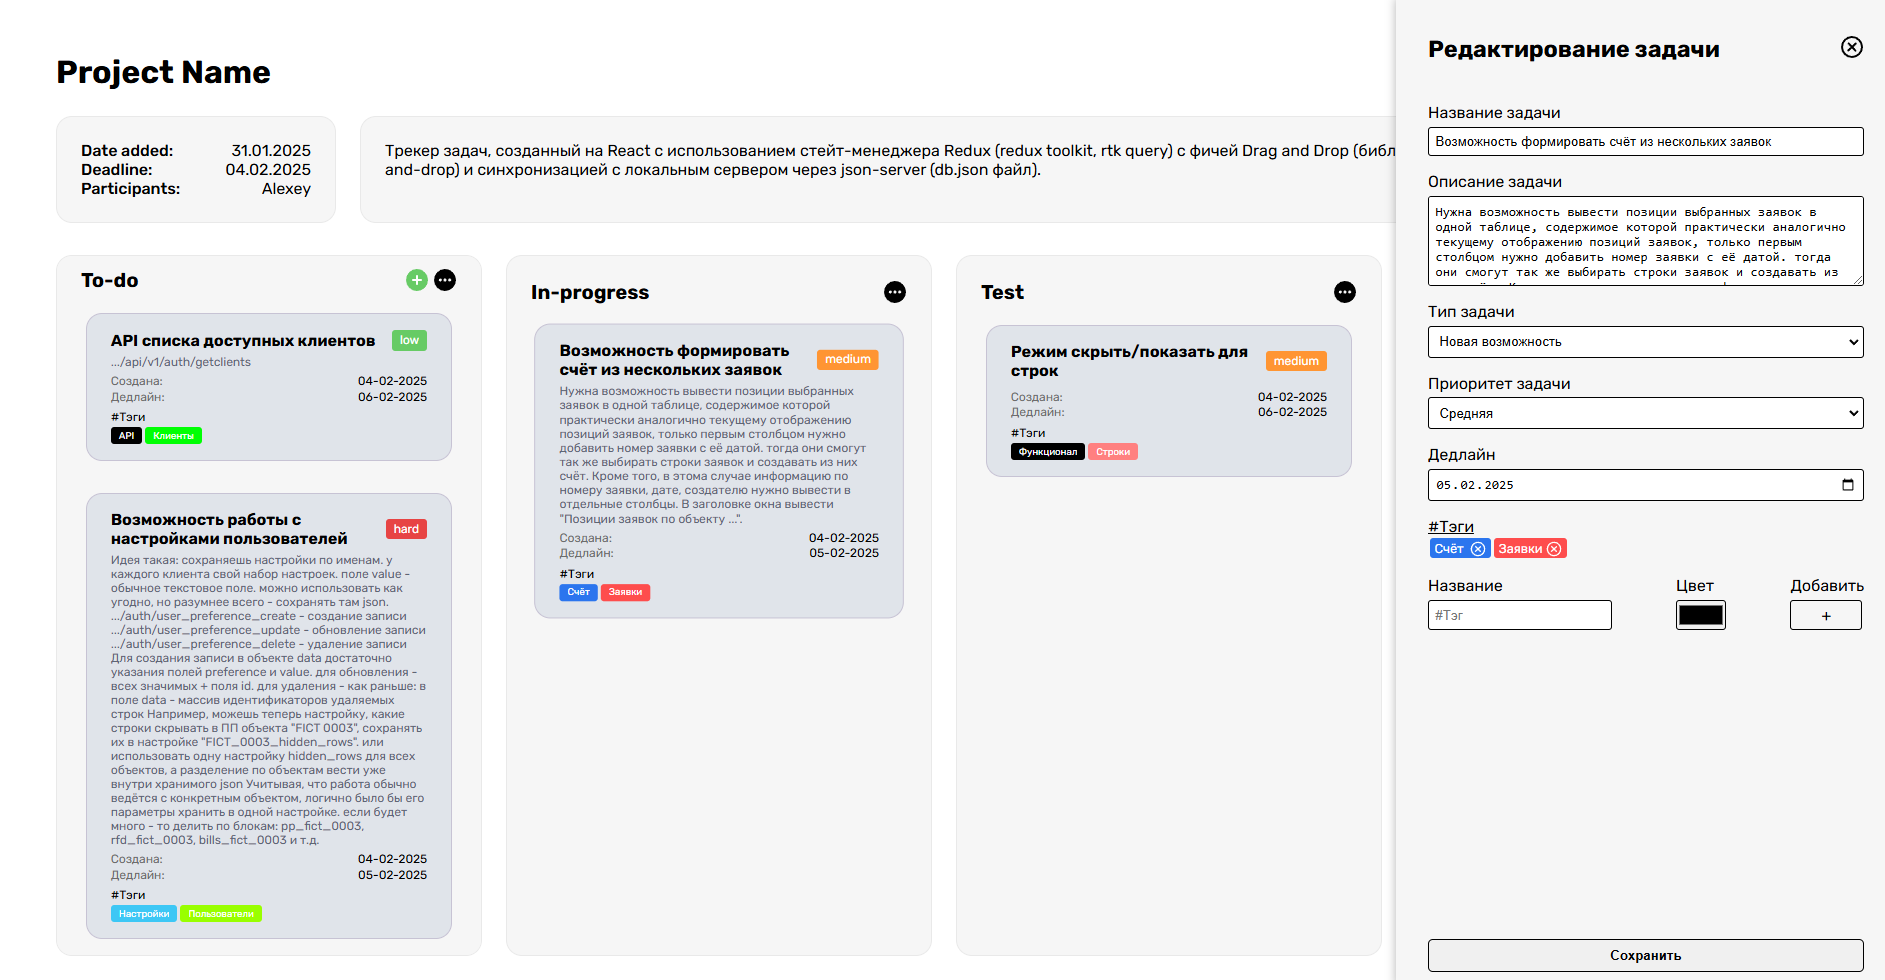 Project Name
Date added: 31.01.2025
Deadline: 04.02.2025
Participants: Alexey
Трекер задач, созданный на React с использованием стейт-менеджера Redux (redux toolkit, rtk query) с фичей Drag and Drop (библ
and-drop) и синхронизацией с локальным сервером через json-server (db.json файл).
To-do
API списка доступных клиентов
low
.../api/v1/auth/getclients
Создана: 04-02-2025
Дедлайн: 06-02-2025
#Тэги
API Клиенты
Возможность работы с
настройками пользователей
hard
Идея такая: сохраняешь настройки по именам. у
каждого клиента свой набор настроек. поле value -
обычное текстовое поле. можно использовать как
угодно, но разумнее всего - сохранять там json.
.../auth/user_preference_create - создание записи
.../auth/user_preference_update - обновление записи
.../auth/user_preference_delete - удаление записи
Для создания записи в объекте data достаточно
указания полей preference и value. для обновления -
всех значимых + поля id. для удаления - как раньше: в
поле data - массив идентификаторов удаляемых
строк Например, можешь теперь настройку, какие
строки скрывать в ПП объекта "FICT 0003", сохранять
их в настройке "FICT_0003_hidden_rows". или
использовать одну настройку hidden_rows для всех
объектов, а разделение по объектам вести уже
внутри хранимого json Учитывая, что работа обычно
ведётся с конкретным объектом, логично было бы его
параметры хранить в одной настройке. если будет
много - то делить по блокам: pp_fict_0003,
rfd_fict_0003, bills_fict_0003 и т.д.
Создана: 04-02-2025
Дедлайн: 05-02-2025
#Тэги
Настройки Пользователи
In-progress
Возможность формировать
счёт из нескольких заявок
medium
Нужна возможность вывести позиции выбранных
заявок в одной таблице, содержимое которой
практически аналогично текущему отображению
позиций заявок, только первым столбцом нужно
добавить номер заявки с её датой. тогда они смогут
так же выбирать строки заявок и создавать из них
счёт. Кроме того, в этома случае информацию по
номеру заявки, дате, создателю нужно вывести в
отдельные столбцы. В заголовке окна вывести
"Позиции заявок по объекту ...".
Создана: 04-02-2025
Дедлайн: 05-02-2025
#Тэги
Счёт Заявки
Test
Режим скрыть/показать для
строк
medium
Создана: 04-02-2025
Дедлайн: 06-02-2025
#Тэги
Функционал Строки
Редактирование задачи
Название задачи
Возможность формировать счёт из нескольких заявок
Описание задачи
Нужна возможность вывести позиции выбранных заявок в
одной таблице, содержимое которой практически аналогично
текущему отображению позиций заявок, только первым
столбцом нужно добавить номер заявки с её датой. тогда
они смогут так же выбирать строки заявок и создавать из
Тип задачи
Новая возможность
Приоритет задачи
Средняя
Дедлайн
05.02.2025
#Тэги
Счёт Заявки
Название Цвет Добавить
#Тэг +
Сохранить